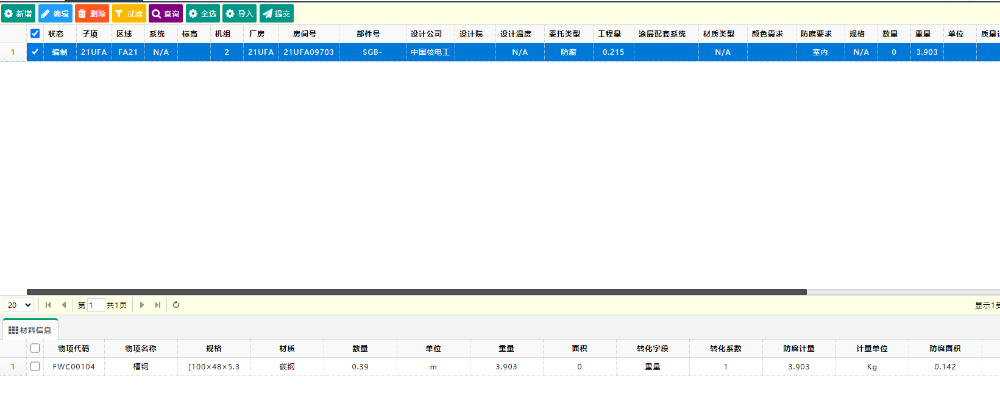 新增 编辑 删除 过滤 查询 全选 导入 提交
状态 子项 区域 系统 标高 机组 厂房 房间号 部件号 设计公司 设计院 设计温度 委托类型 工程量 涂层配套系统 材质类型 颜色需求 防腐要求 规格 数量 重量 单位 质量
1 编制 21UFA FA21 N/A 2 21UFA 21UFA09703 SGB- 中国核电工 N/A 防腐 0.215 N/A 室内 N/A 0 3.903
20 第 1 共1页 显示1
材料信息
物项代码 物项名称 规格 材质 数量 单位 重量 面积 转化字段 转化系数 防腐计量 计量单位 防腐面积
1 FWC00104 槽钢 [100×48×5.3 碳钢 0.39 m 3.903 0 重量 1 3.903 Kg 0.142